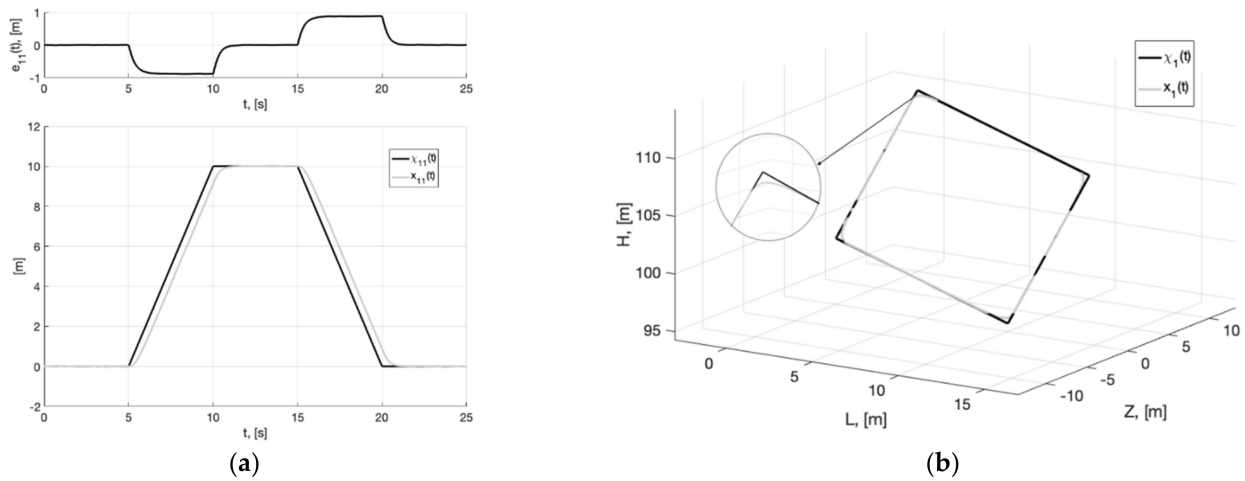 1
0
-1
e₁₁(t), [m]
0 5 10 15 20 25
t, [s]
12
10
8
6
4
2
0
-2
[m]
χ₁₁(t)
x₁₁(t)
0 5 10 15 20 25
t, [s]
(a)
χ₁(t)
x₁(t)
110
105
100
95
H, [m]
0 5 10 15
L, [m]
-10 -5 0 5 10
Z, [m]
(b)